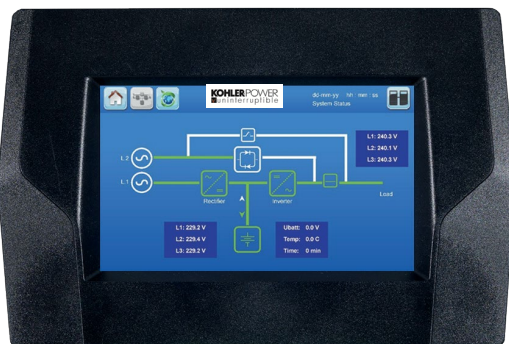 KOHLERPOWER
uninterruptible
dd-mm-yy hh : mm : ss
System Status
L1: 240.3 V
L2: 240.1 V
L3: 240.3 V
L 2
L 1
Load
Rectifier
Inverter
L1: 229.2 V
L2: 229.4 V
L3: 229.2 V
Ubatt: 0.0 V
Temp: 0.0 C
Time: 0 min